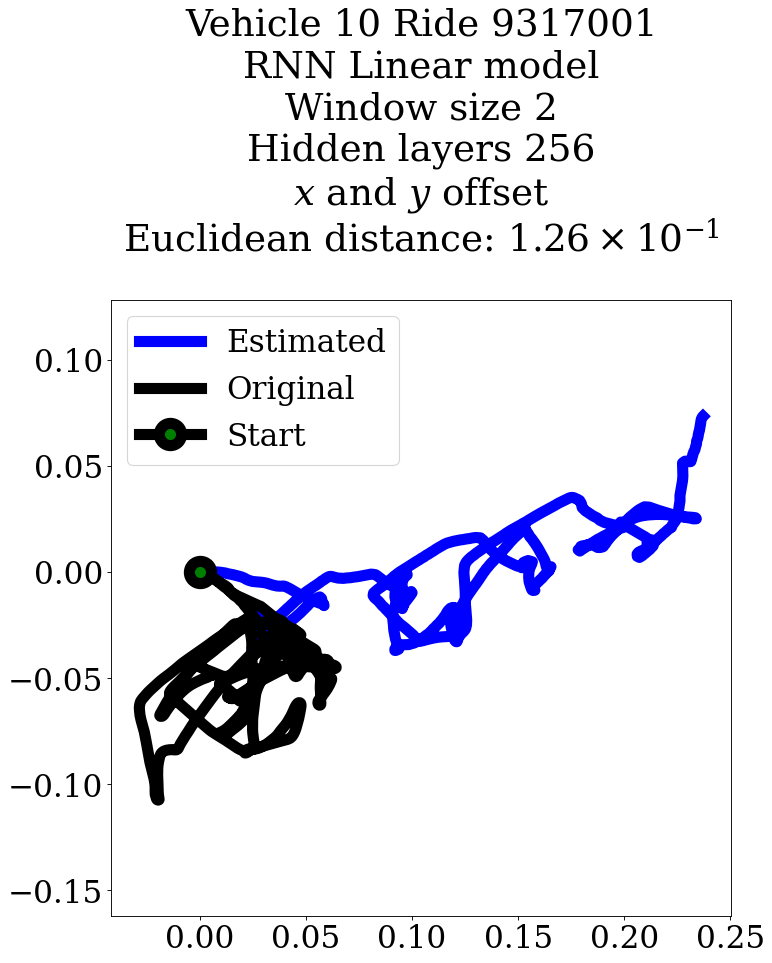 Vehicle 10 Ride 9317001
RNN Linear model
Window size 2
Hidden layers 256
x and y offset
Euclidean distance: 1.26 × 10⁻¹
Estimated
Original
Start
0.10
0.05
0.00
−0.05
−0.10
−0.15
0.00 0.05 0.10 0.15 0.20 0.25